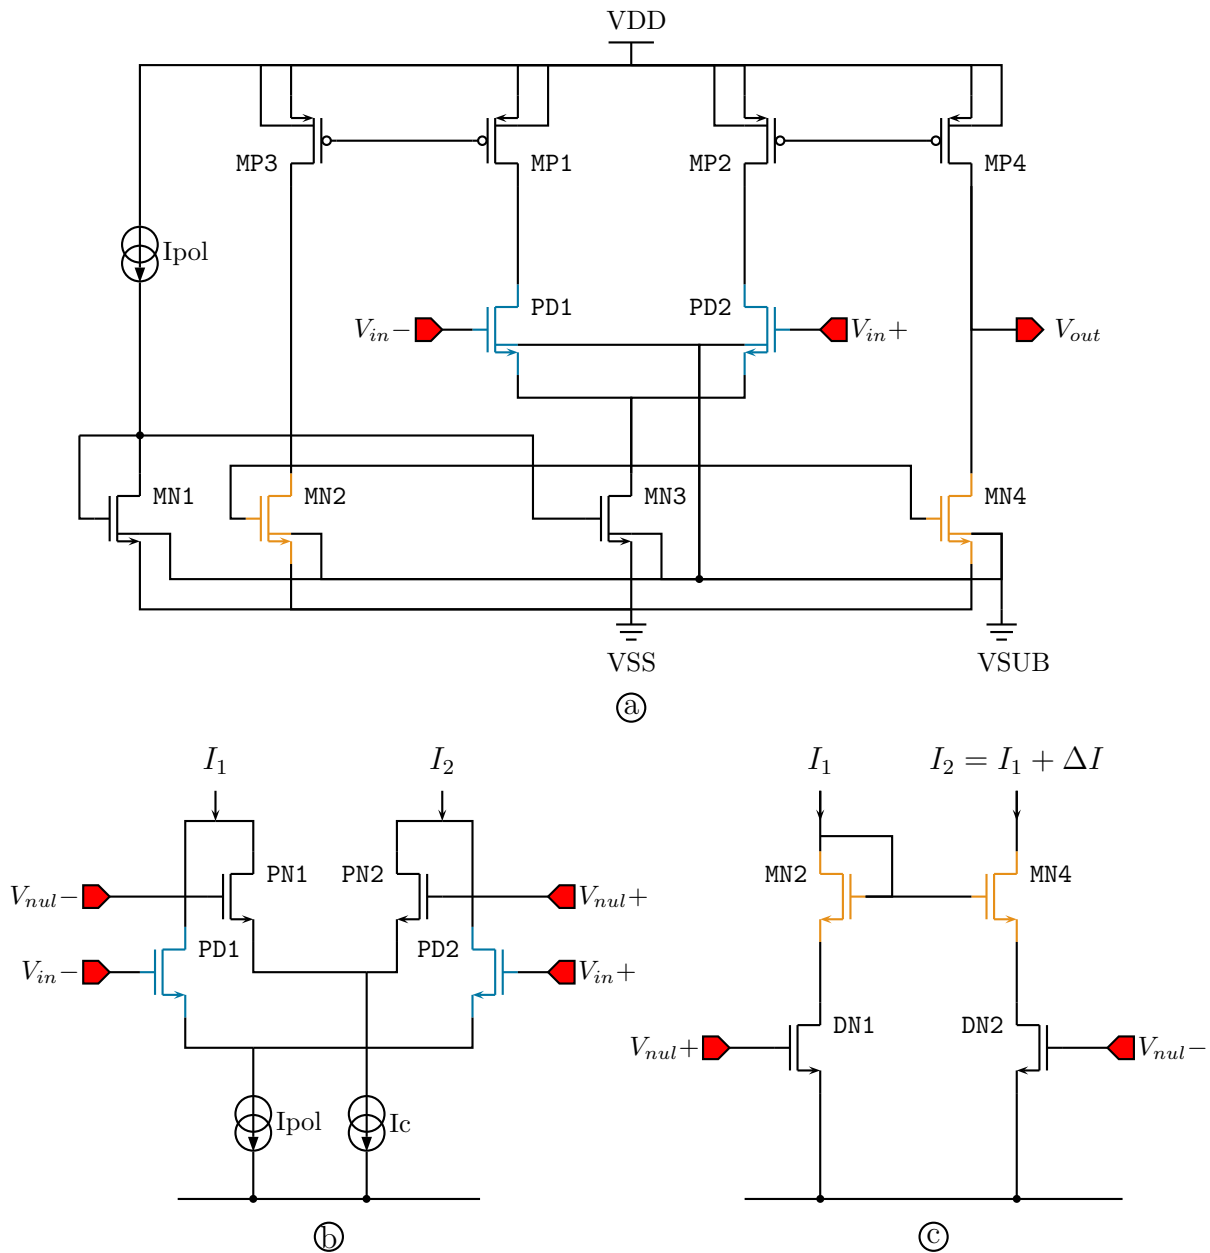 VDD
MP3
MP1
MP2
MP4
Ipol
Vin−
PD1
PD2
Vin+
Vout
MN1
MN2
MN3
MN4
VSS
VSUB
a
I1
I2
I1
I2 = I1 + ΔI
Vnul−
PN1
PN2
Vnul+
MN2
MN4
Vin−
PD1
PD2
Vin+
Vnul+
DN1
DN2
Vnul−
Ipol
Ic
b
c